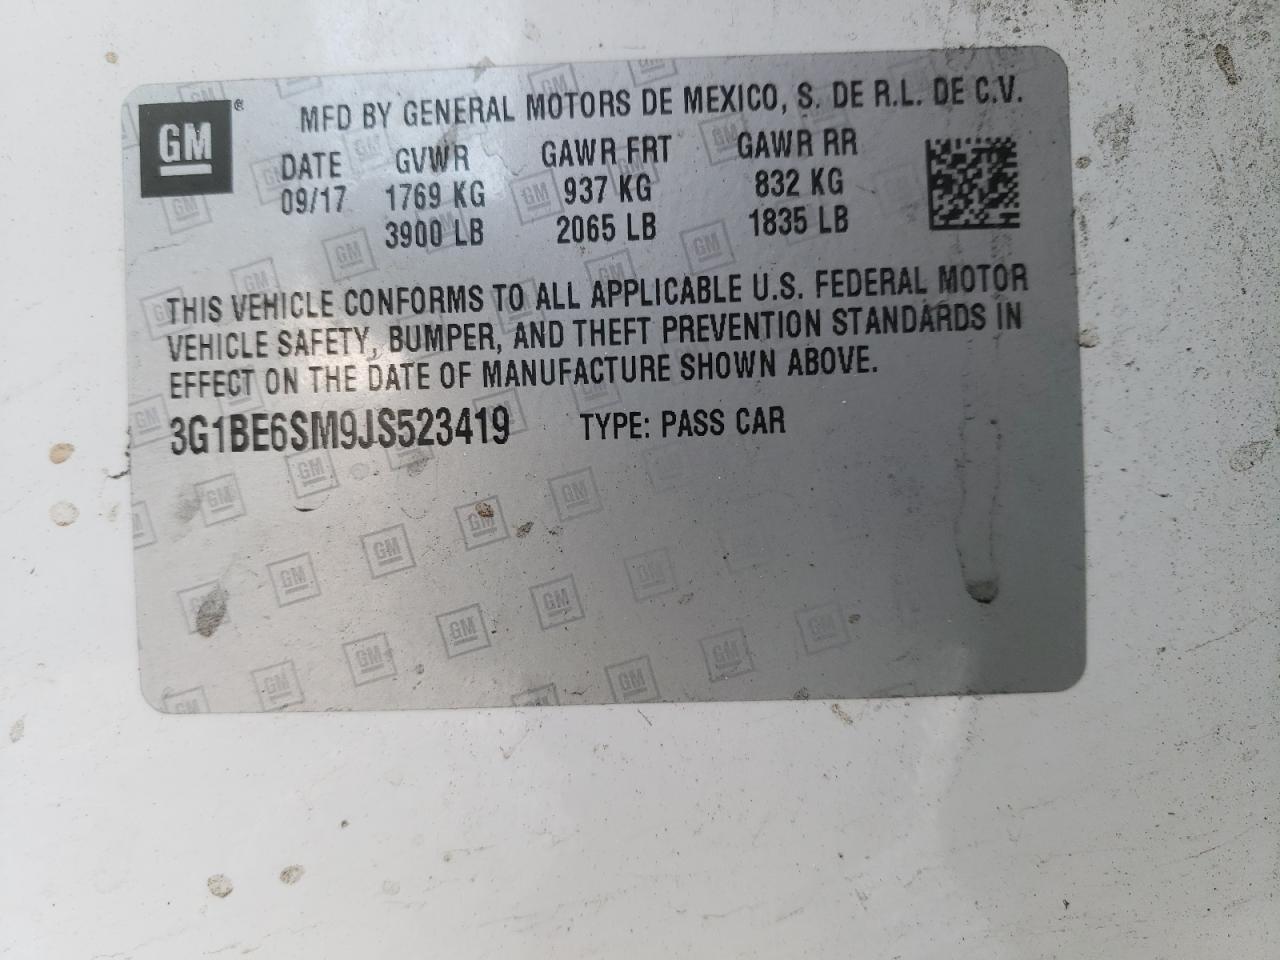 GM®
MFD BY GENERAL MOTORS DE MEXICO, S. DE R.L. DE C.V.
DATE GVWR GAWR FRT GAWR RR
09/17 1769 KG 937 KG 832 KG
3900 LB 2065 LB 1835 LB
THIS VEHICLE CONFORMS TO ALL APPLICABLE U.S. FEDERAL MOTOR
VEHICLE SAFETY, BUMPER, AND THEFT PREVENTION STANDARDS IN
EFFECT ON THE DATE OF MANUFACTURE SHOWN ABOVE.
3G1BE6SM9JS523419 TYPE: PASS CAR